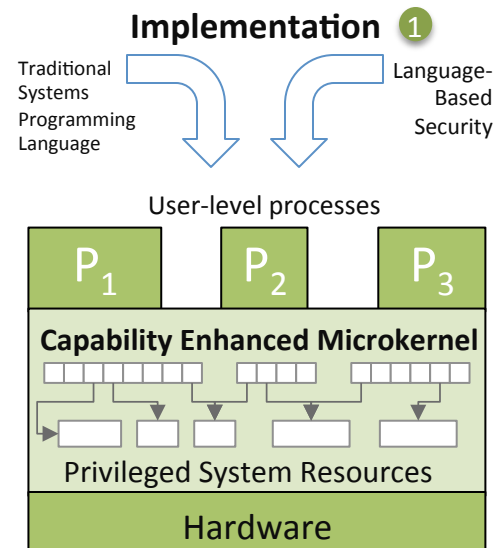 Implementation 1
Traditional
Systems
Programming
Language
Language-
Based
Security
User-level processes
P1
P2
P3
Capability Enhanced Microkernel
Privileged System Resources
Hardware